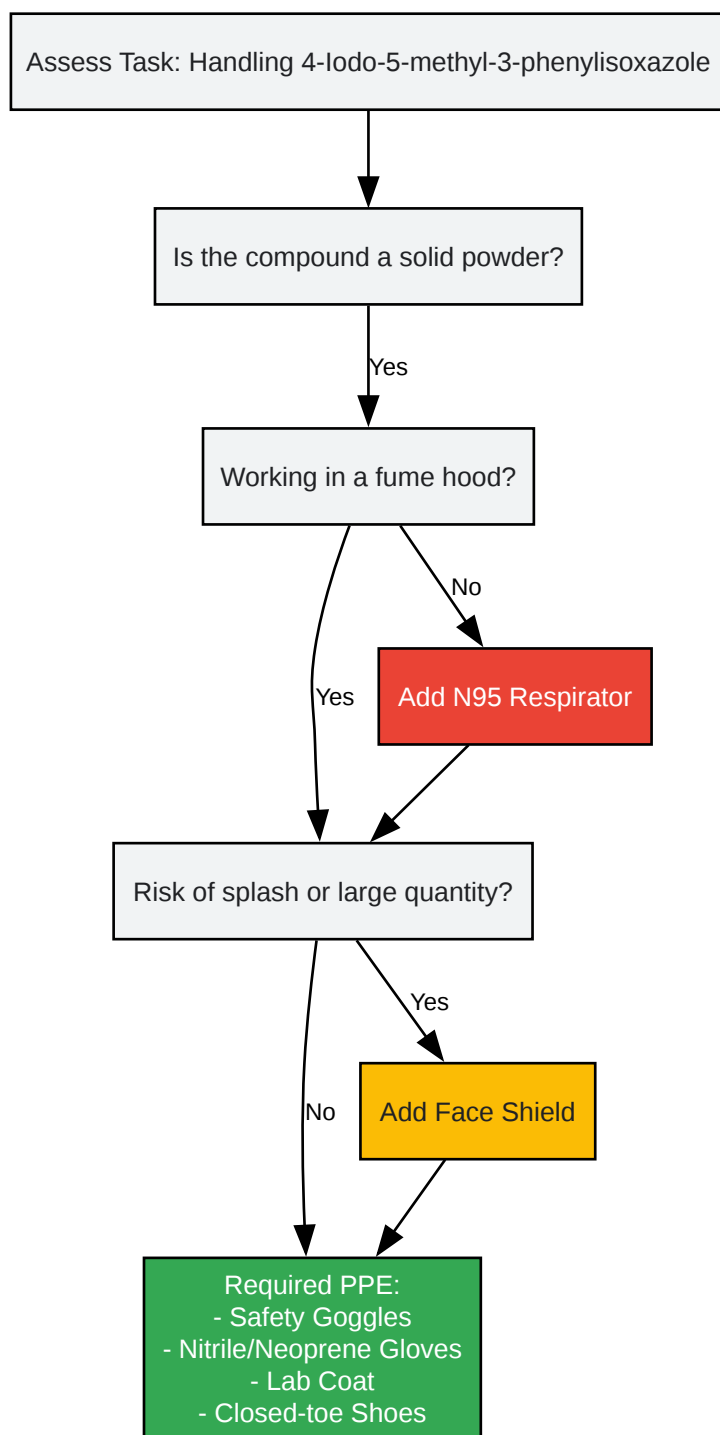 Assess Task: Handling 4-Iodo-5-methyl-3-phenylisoxazole
Is the compound a solid powder?
Yes
Working in a fume hood?
No
Add N95 Respirator
Yes
Risk of splash or large quantity?
Yes
No
Add Face Shield
Required PPE:
- Safety Goggles
- Nitrile/Neoprene Gloves
- Lab Coat
- Closed-toe Shoes